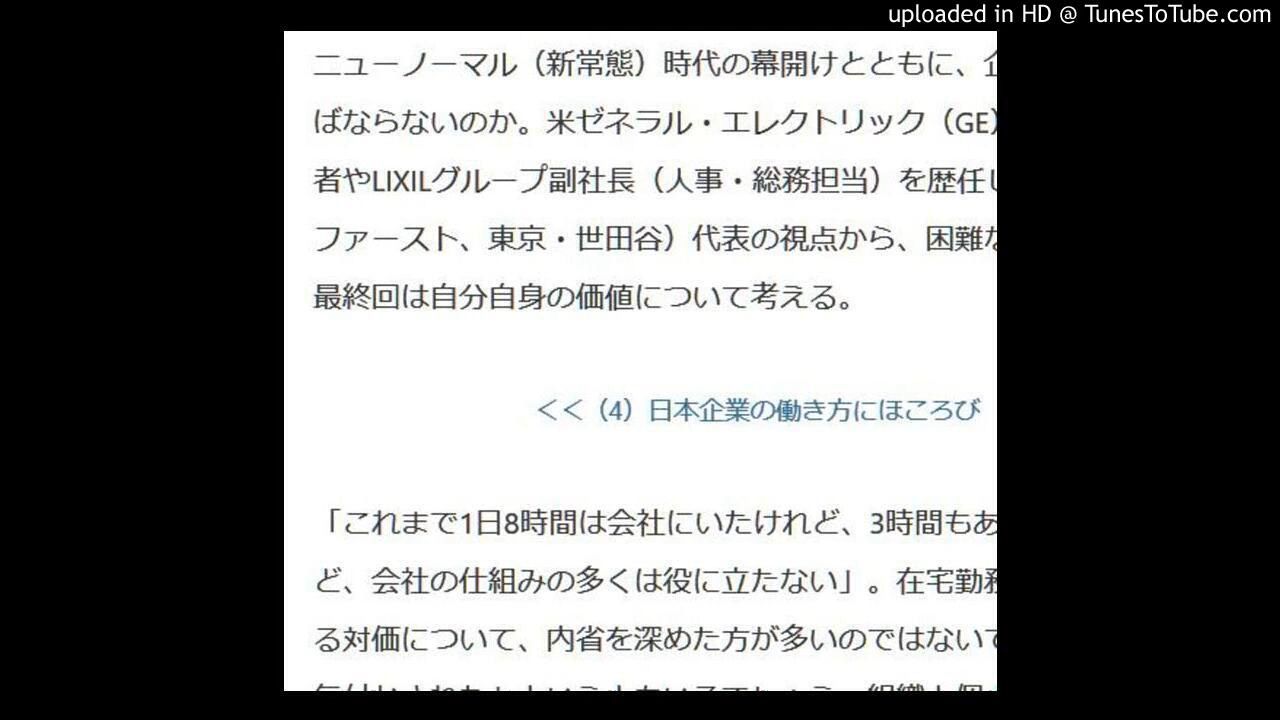 uploaded in HD @ TunesToTube.com
ニューノーマル（新常態）時代の幕開けとともに、企
ばならないのか。米ゼネラル・エレクトリック（GE）
者やLIXILグループ副社長（人事・総務担当）を歴任し
ファースト、東京・世田谷）代表の視点から、困難な
最終回は自分自身の価値について考える。
<<（4）日本企業の働き方にほころび
「これまで1日8時間は会社にいたけれど、3時間もあ
ど、会社の仕組みの多くは役に立たない」。在宅勤務
る対価について、内省を深めた方が多いのではないで